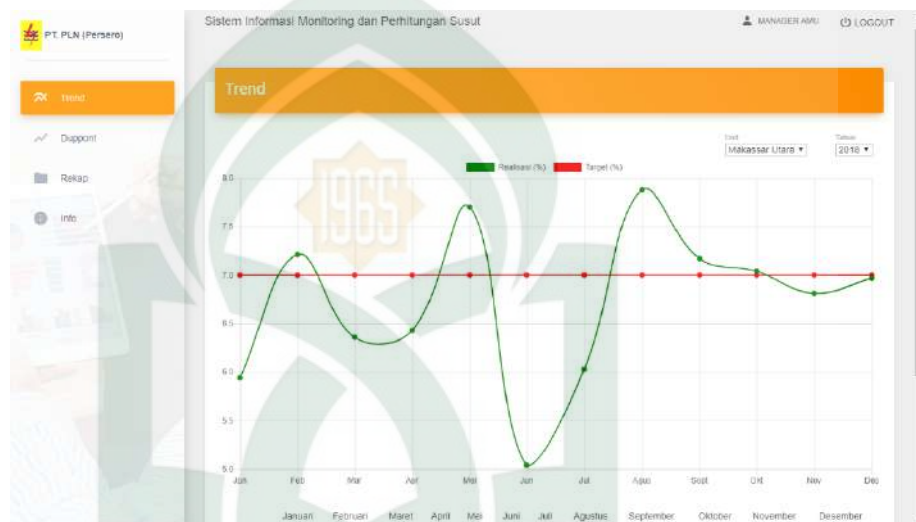 Sistem Informasi Monitoring dan Perhitungan Susut
MANAGER AMU
LOGOUT
PT. PLN (Persero)
Trend
Duppont
Rekap
Info
Trend
Unit
Makassar Utara
Tahun
2018
Realisasi (%)
Target (%)
8.0
7.5
7.0
6.5
6.0
5.5
5.0
Jan Feb Mar Apr Mei Jun Jul Agus Sept Okt Nov Des
Januari Februari Maret April Mei Juni Juli Agustus September Oktober November Desember
1965